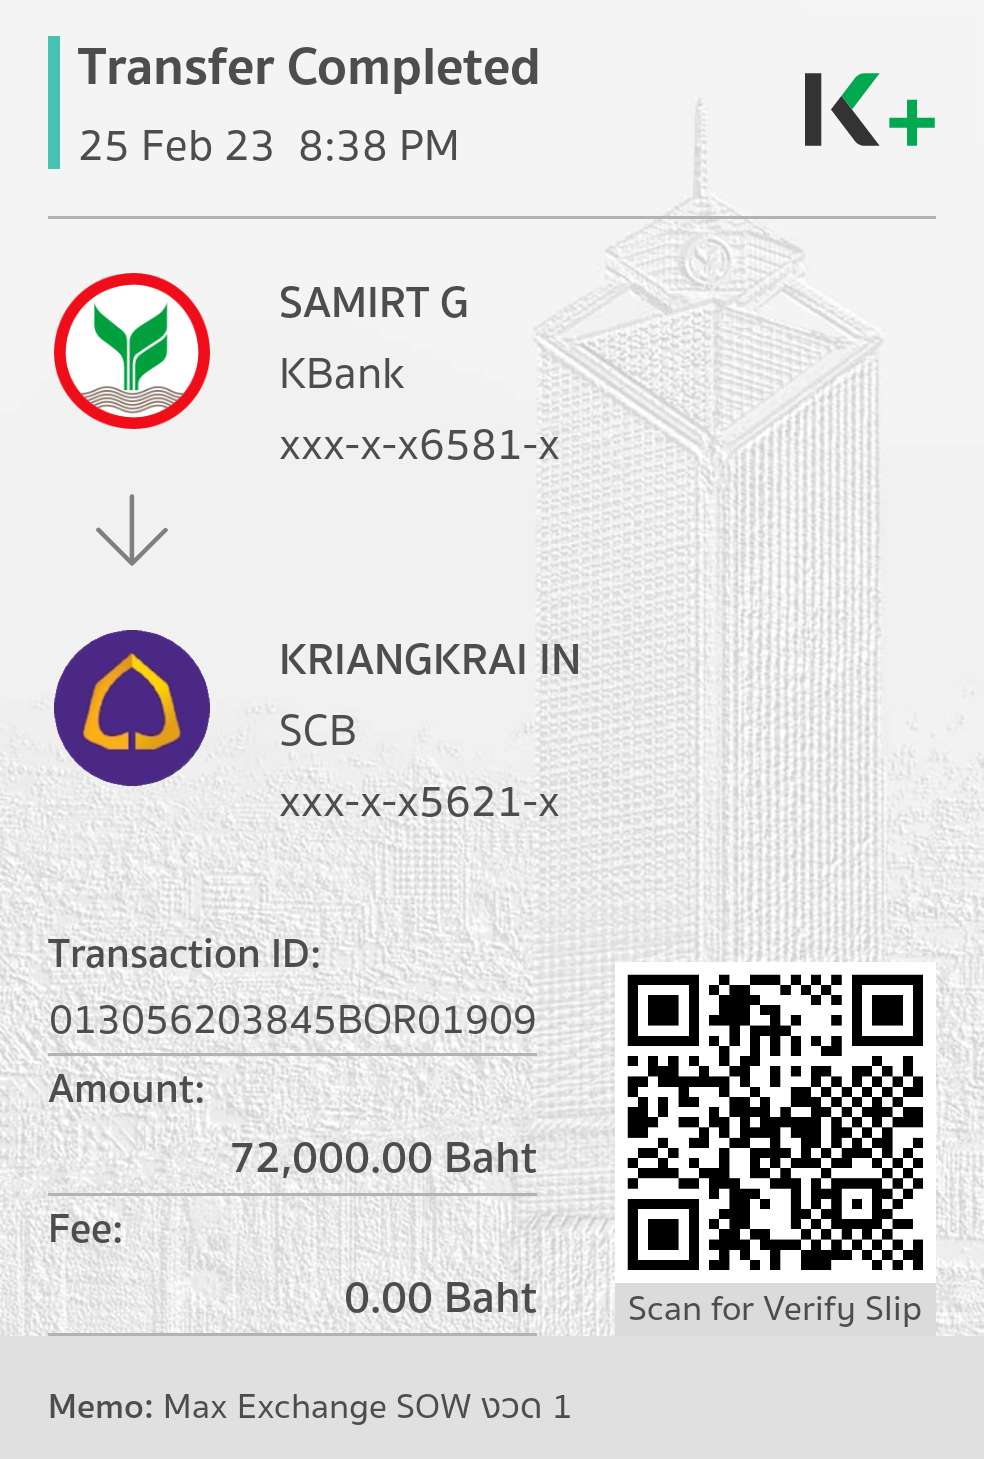 Transfer Completed
25 Feb 23 8:38 PM
K+
SAMIRT G
KBank
xxx-x-x6581-x
KRIANGKRAI IN
SCB
xxx-x-x5621-x
Transaction ID:
013056203845BOR01909
Amount:
72,000.00 Baht
Fee:
0.00 Baht
Scan for Verify Slip
Memo: Max Exchange SOW งวด 1